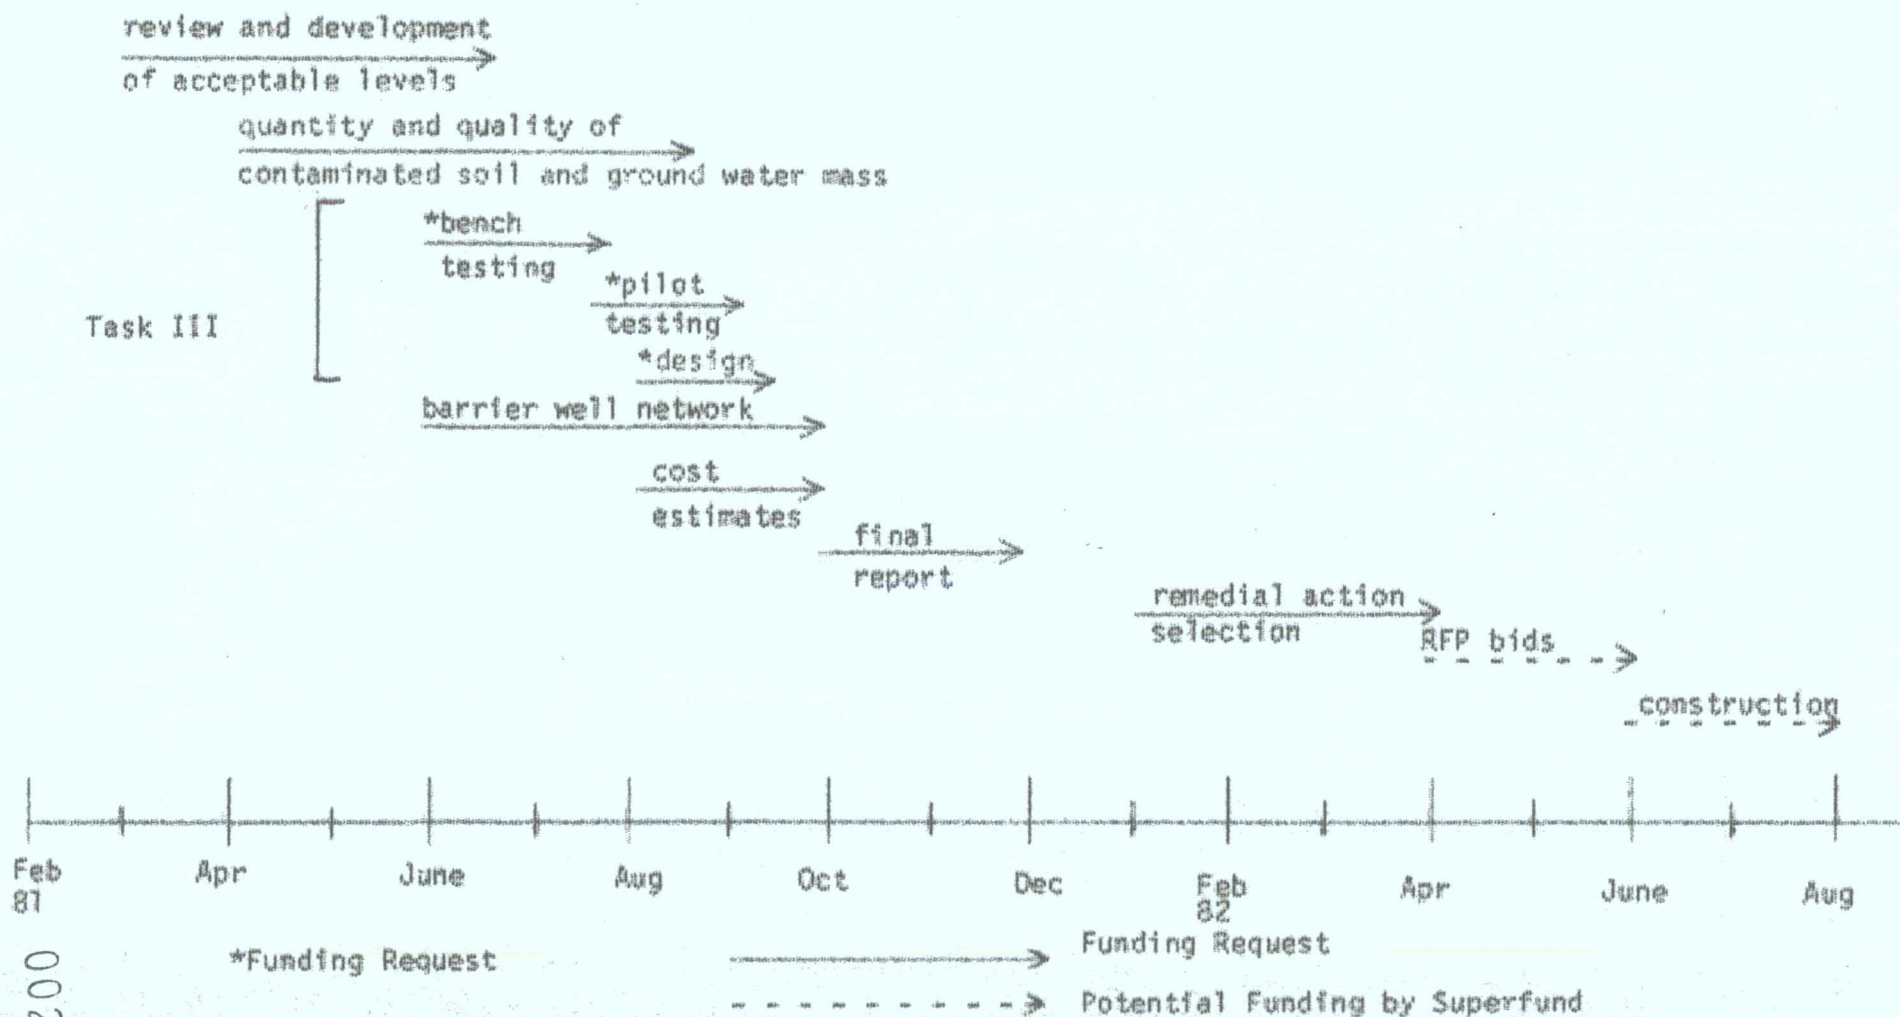 review and development
of acceptable levels
quantity and quality of
contaminated soil and ground water mass
*bench
testing
*pilot
testing
Task III
*design
barrier well network
cost
estimates
final
report
remedial action
selection
RFP bids
construction
Feb Apr June Aug Oct Dec Feb Apr June Aug
81 82
*Funding Request
Funding Request
Potential Funding by Superfund